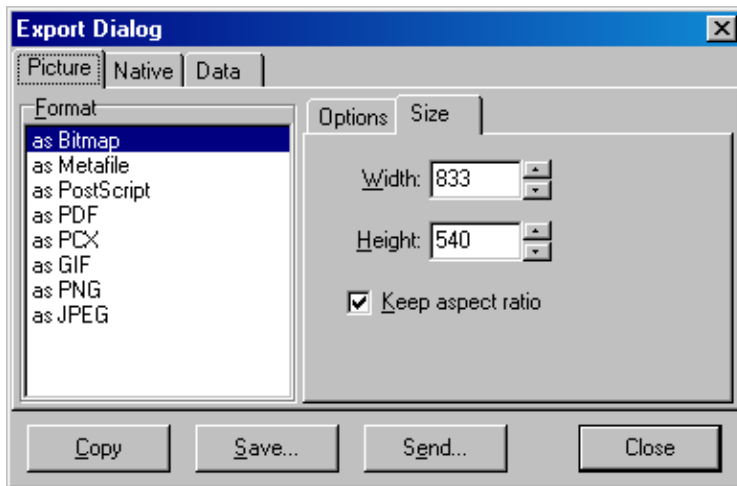 Export Dialog
Picture Native Data
Format
as Bitmap
as Metafile
as PostScript
as PDF
as PCX
as GIF
as PNG
as JPEG
Options Size
Width: 833
Height: 540
Keep aspect ratio
Copy Save... Send... Close